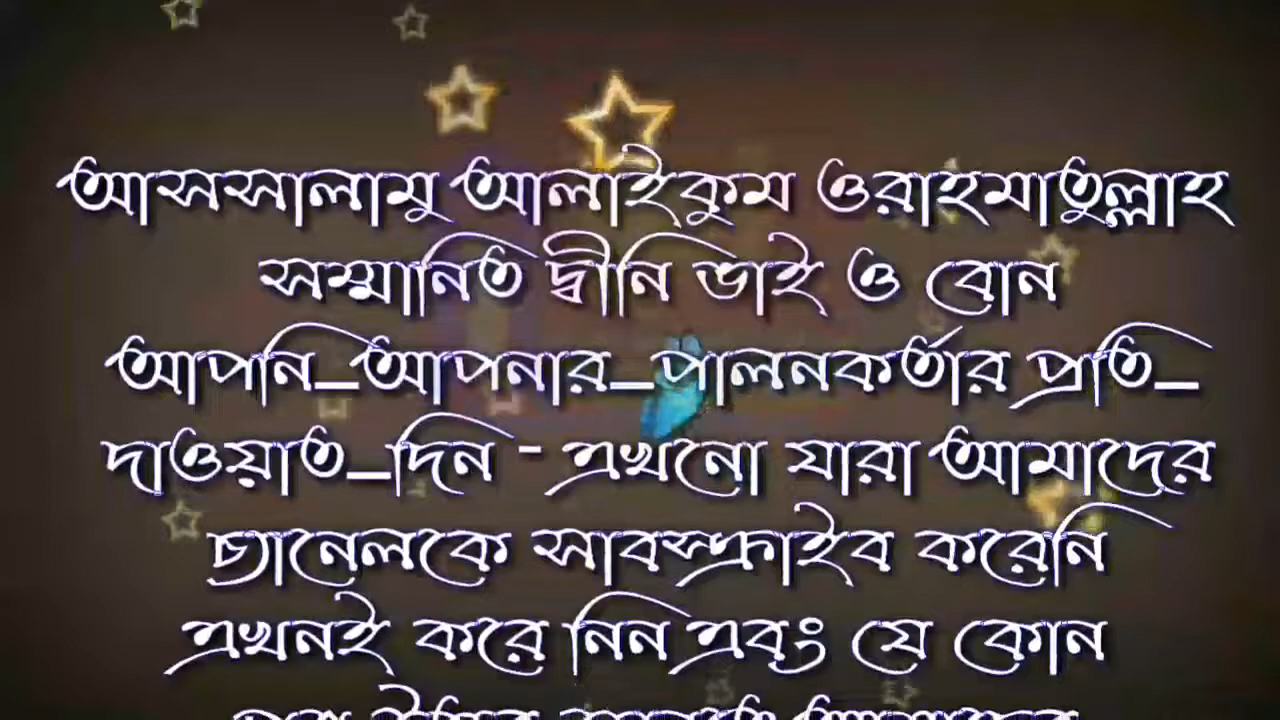 আসসালামু আলাইকুম ওরাহমাতুল্লাহ
সম্মানিত দ্বীনি ভাই ও বোন
আপনি_আপনার_পালনকর্তার প্রতি_
দাওয়াত_দিন - এখনো যারা আমাদের
চ্যানেলকে সাবস্ক্রাইব করেনি
এখনই করে নিন এবং যে কোন